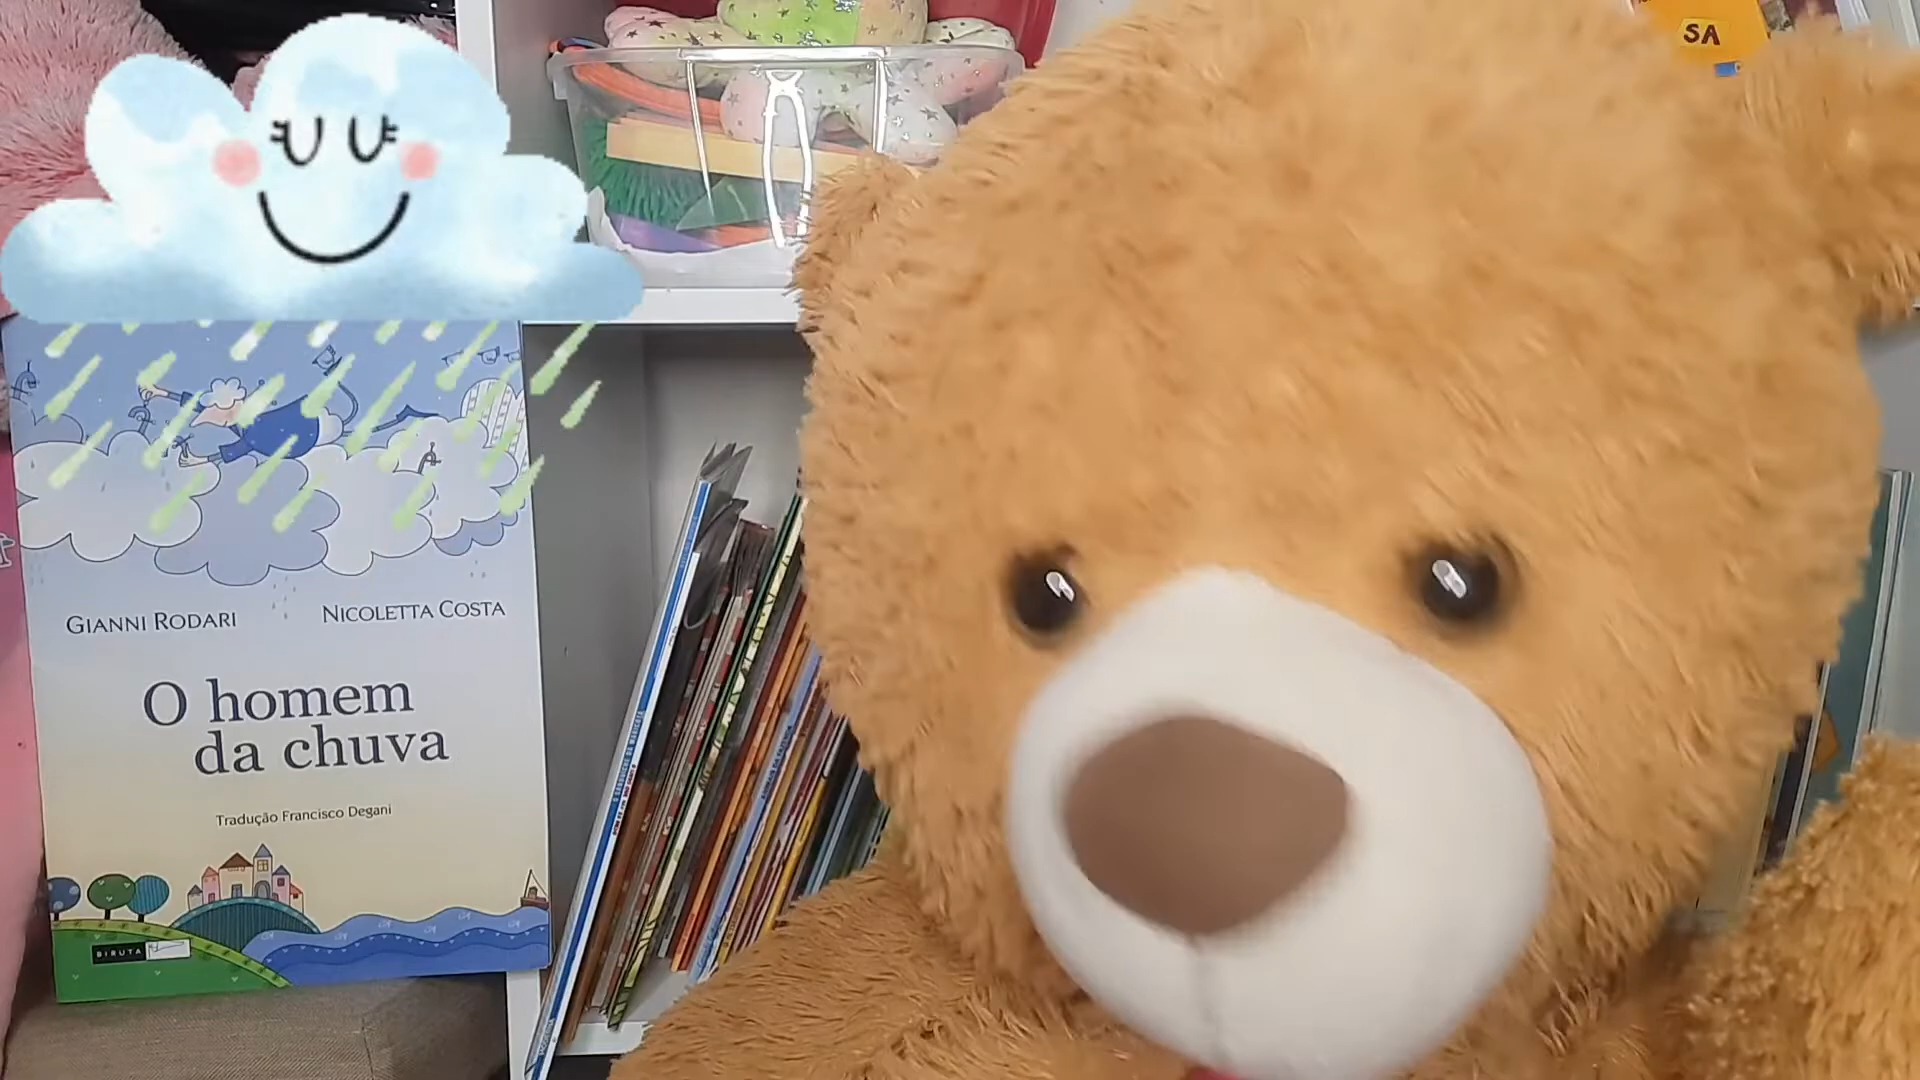 SA
GIANNI RODARI
NICOLETTA COSTA
O homem
da chuva
Tradução Francisco Degani
BIRUTA